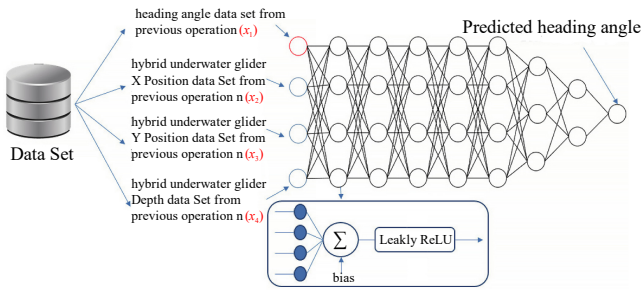 heading angle data set from
previous operation (x₁)
Predicted heading angle
hybrid underwater glider
X Position data Set from
previous operation n (x₂)
hybrid underwater glider
Y Position data Set from
previous operation n (x₃)
Data Set
hybrid underwater glider
Depth data Set from
previous operation n (x₄)
∑
Leakly ReLU
bias